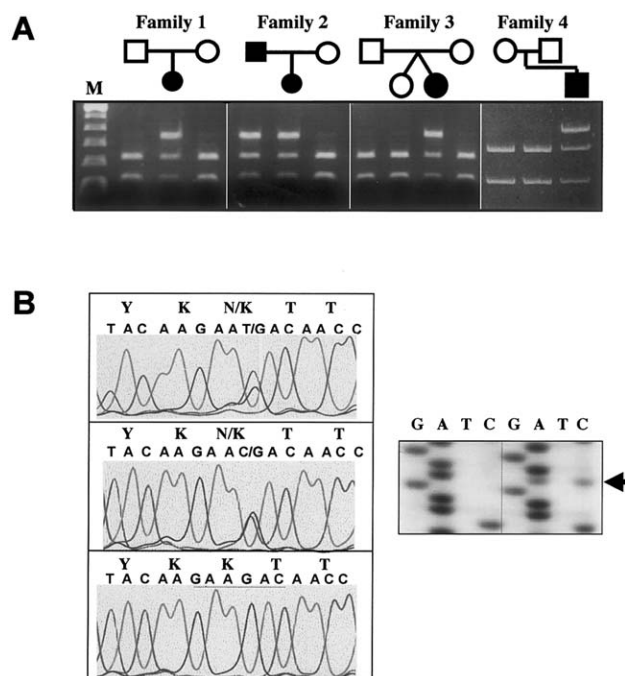 A
Family 1 Family 2 Family 3 Family 4
M
B
Y K N/K T T
T A C A A G A A T/G A C A A C C
Y K N/K T T
T A C A A G A A C/G A C A A C C
Y K K T T
T A C A A G A A G A C A A C C
G A T C G A T C